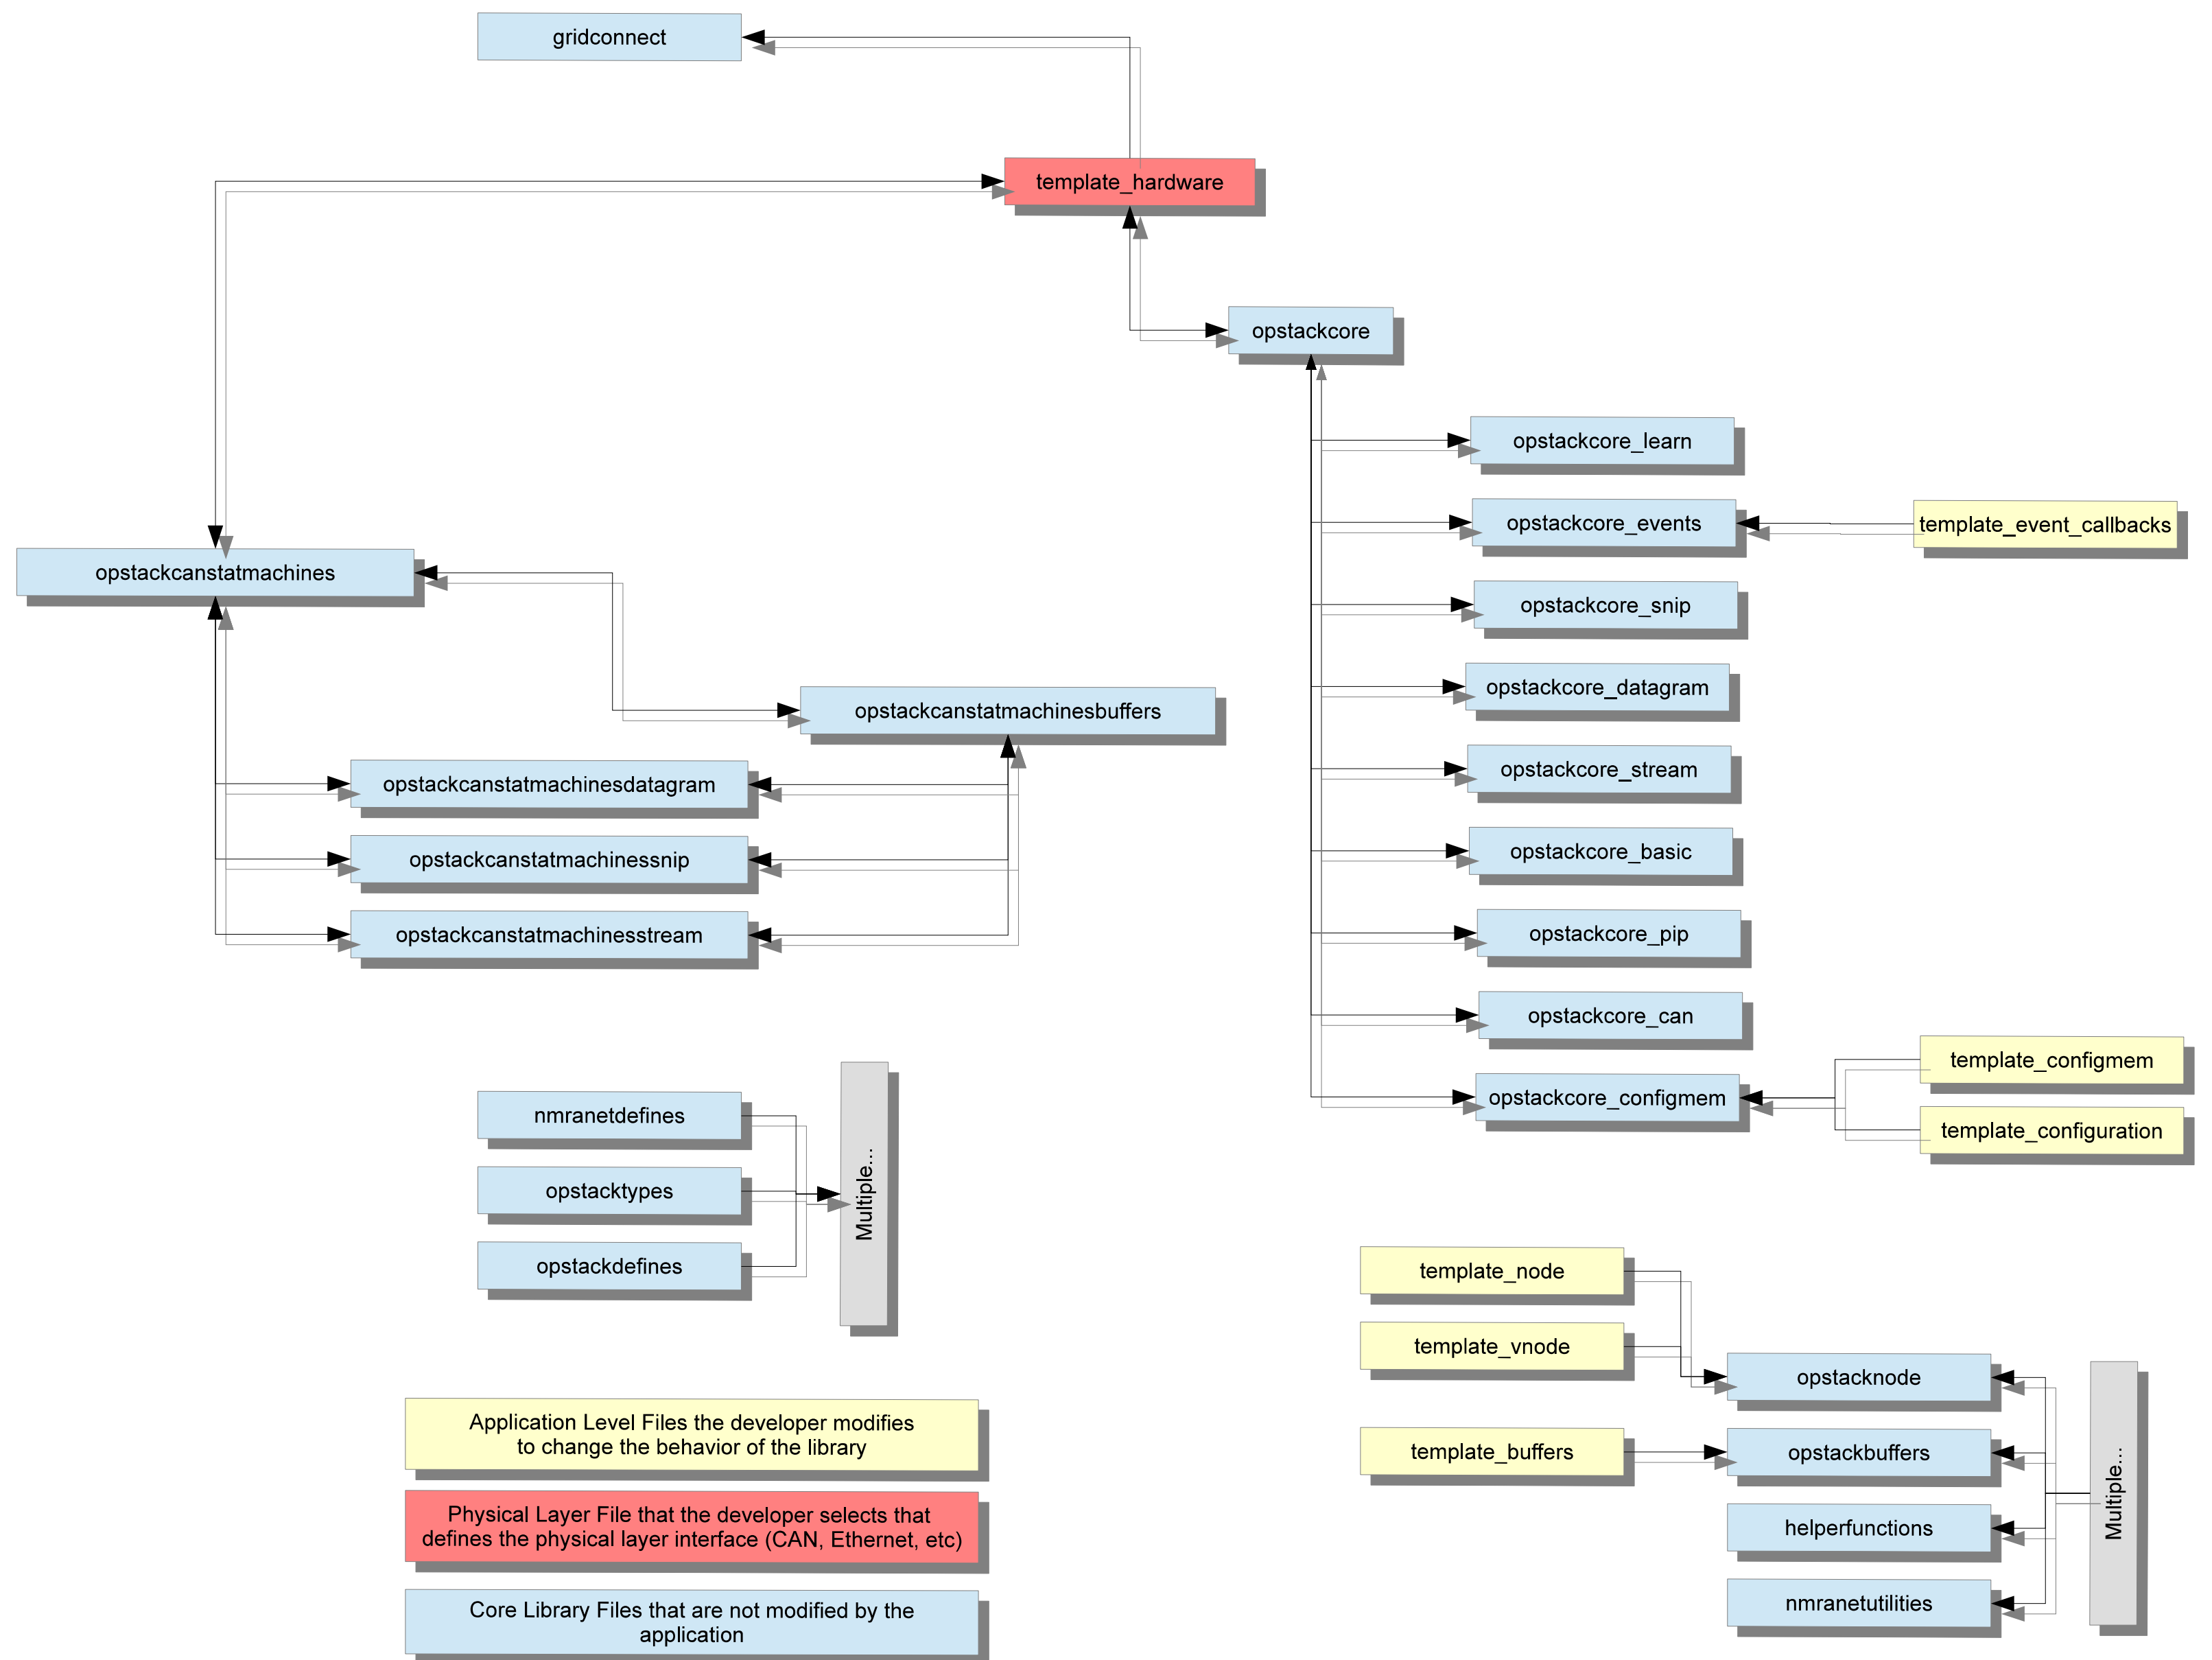 gridconnect
template_hardware
opstackcore
opstackcore_learn
opstackcore_events
template_event_callbacks
opstackcanstatmachines
opstackcore_snip
opstackcore_datagram
opstackcanstatmachinesbuffers
opstackcore_stream
opstackcanstatmachinesdatagram
opstackcore_basic
opstackcanstatmachinessnip
opstackcore_pip
opstackcanstatmachinesstream
opstackcore_can
template_configmem
opstackcore_configmem
template_configuration
nmranetdefines
opstacktypes
opstackdefines
Multiple...
template_node
template_vnode
opstacknode
template_buffers
opstackbuffers
helperfunctions
nmranetutilities
Multiple...
Application Level Files the developer modifies
to change the behavior of the library
Physical Layer File that the developer selects that
defines the physical layer interface (CAN, Ethernet, etc)
Core Library Files that are not modified by the
application